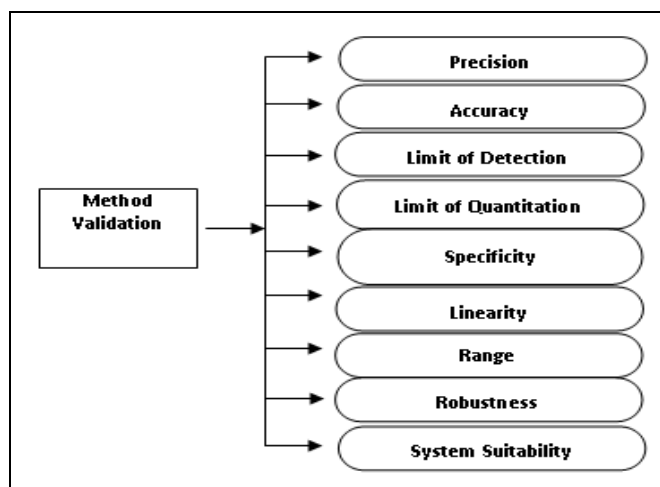 Method
Validation
Precision
Accuracy
Limit of Detection
Limit of Quantitation
Specificity
Linearity
Range
Robustness
System Suitability